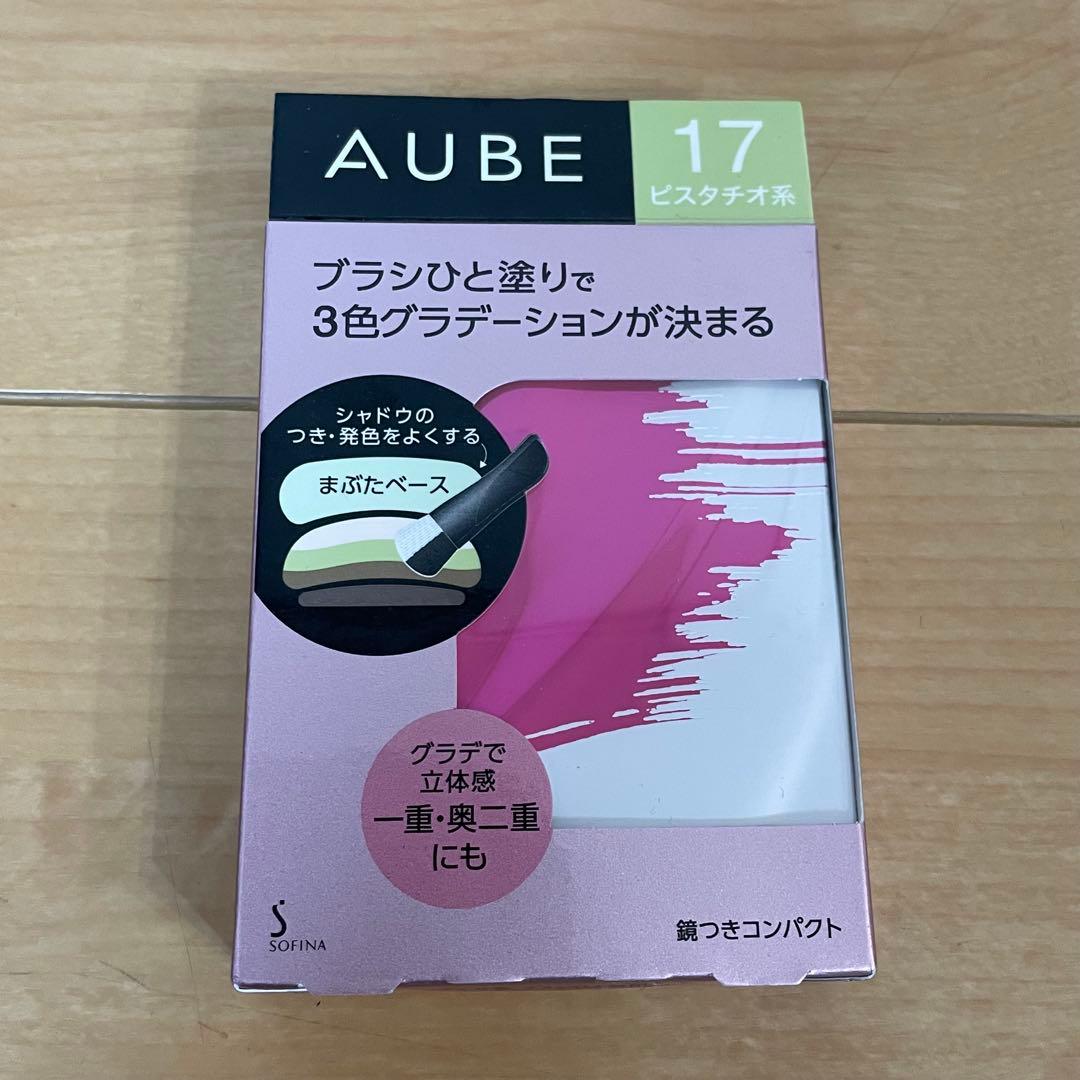 AUBE
17
ピスタチオ系
ブラシひと塗りで
3色グラデーションが決まる
シャドウの
つき・発色をよくする
まぶたベース
グラデで
立体感
一重・奥二重
にも
SOFINA
鏡つきコンパクト